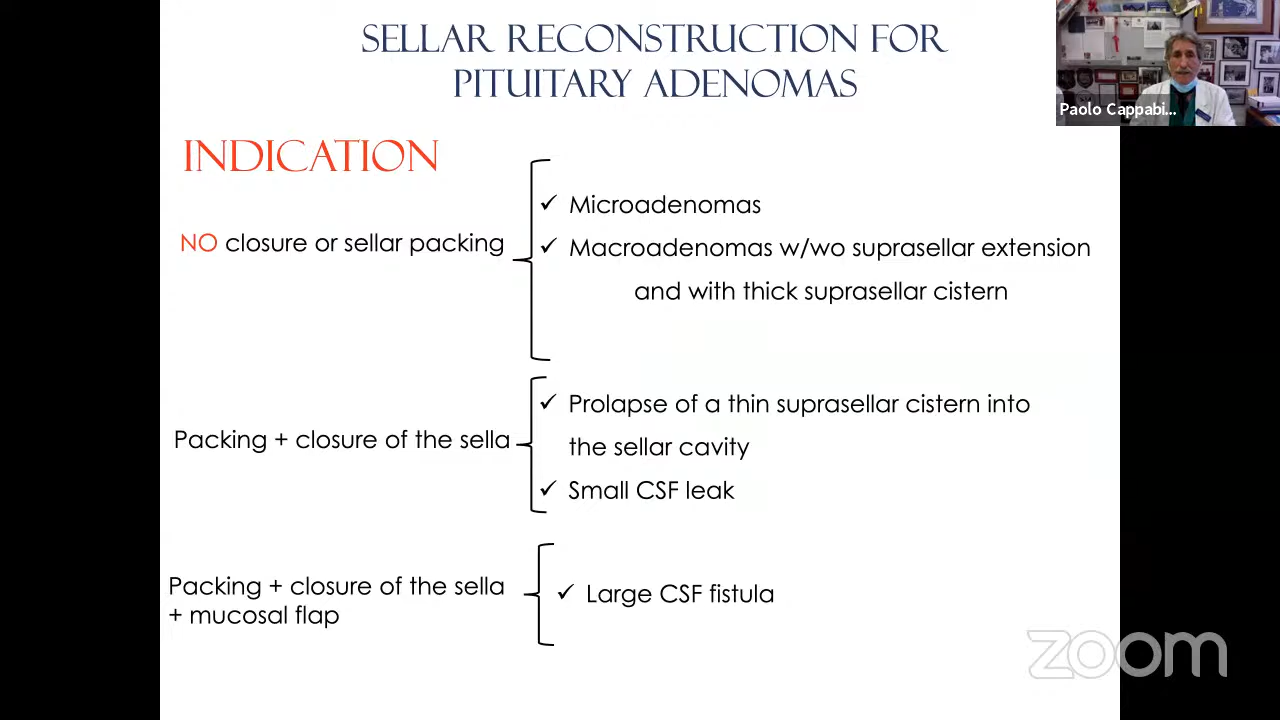 SELLAR RECONSTRUCTION FOR
PITUITARY ADENOMAS
Paolo Cappabi...
INDICATION
NO closure or sellar packing
✓ Microadenomas
✓ Macroadenomas w/wo suprasellar extension
and with thick suprasellar cistern
Packing + closure of the sella
✓ Prolapse of a thin suprasellar cistern into
the sellar cavity
✓ Small CSF leak
Packing + closure of the sella
+ mucosal flap
✓ Large CSF fistula
zoom